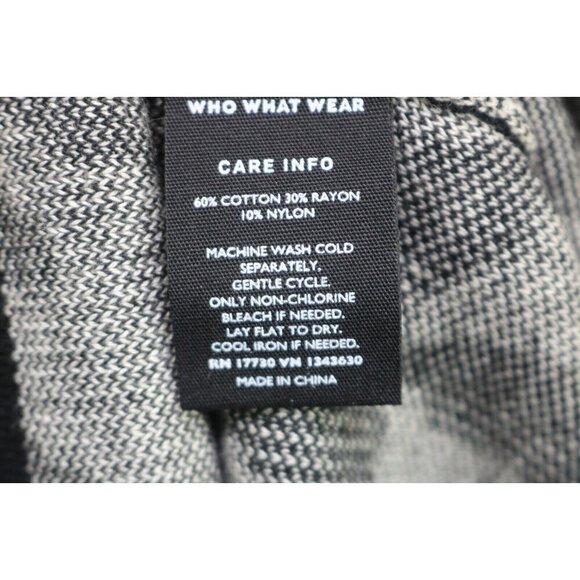 WHO WHAT WEAR
CARE INFO
60% COTTON 30% RAYON
10% NYLON
MACHINE WASH COLD
SEPARATELY.
GENTLE CYCLE.
ONLY NON-CHLORINE
BLEACH IF NEEDED.
LAY FLAT TO DRY.
COOL IRON IF NEEDED.
RN 17730 VN 1343630
MADE IN CHINA